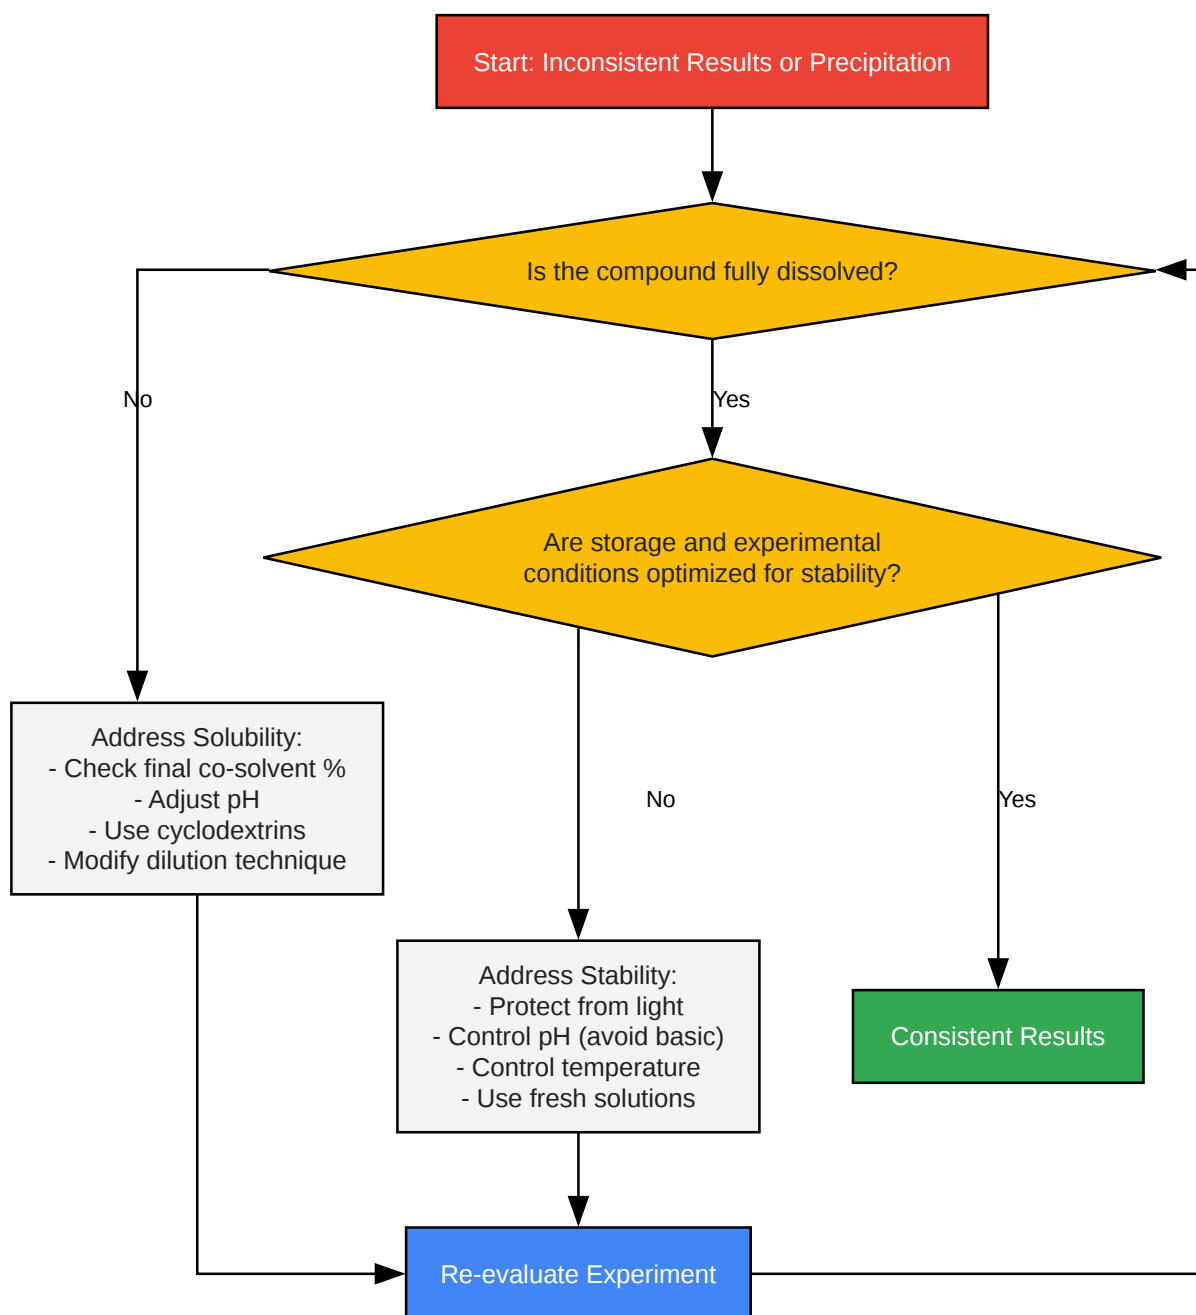 Start: Inconsistent Results or Precipitation
Is the compound fully dissolved?
No
Yes
Are storage and experimental
conditions optimized for stability?
Address Solubility:
- Check final co-solvent %
- Adjust pH
- Use cyclodextrins
- Modify dilution technique
No
Yes
Address Stability:
- Protect from light
- Control pH (avoid basic)
- Control temperature
- Use fresh solutions
Consistent Results
Re-evaluate Experiment